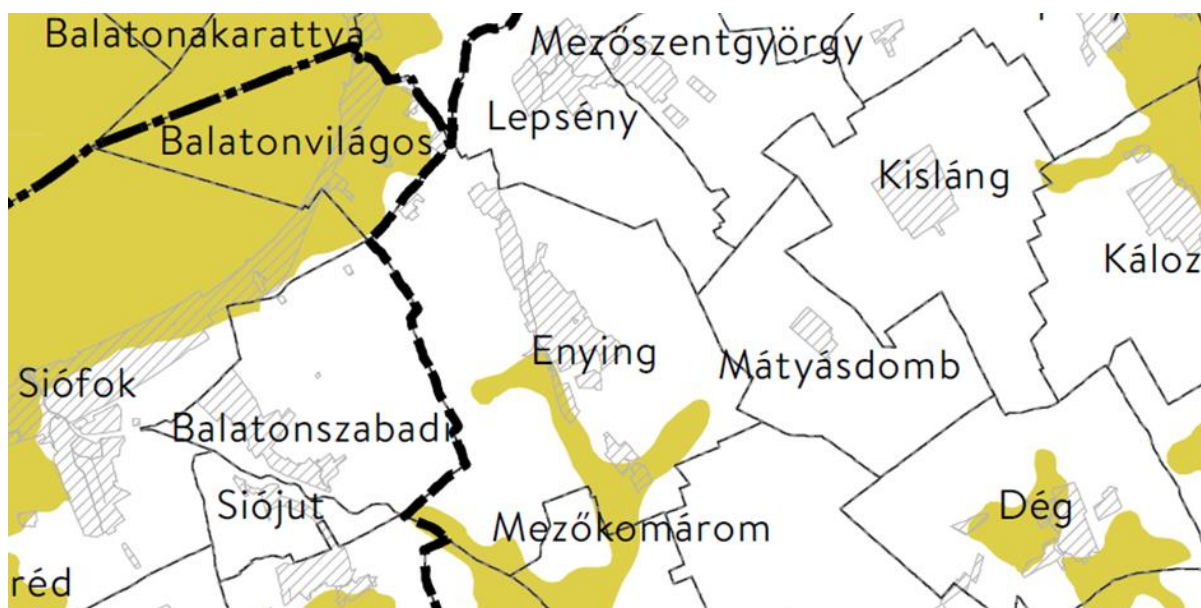 Balatonakarattya
Mezőszentgyörgy
Lepsény
Balatonvilágos
Kisláng
Káloz
Enying
Mátyásdomb
Siófok
Balatonszabadi
Siójut
Mezőkomárom
Dég
réd